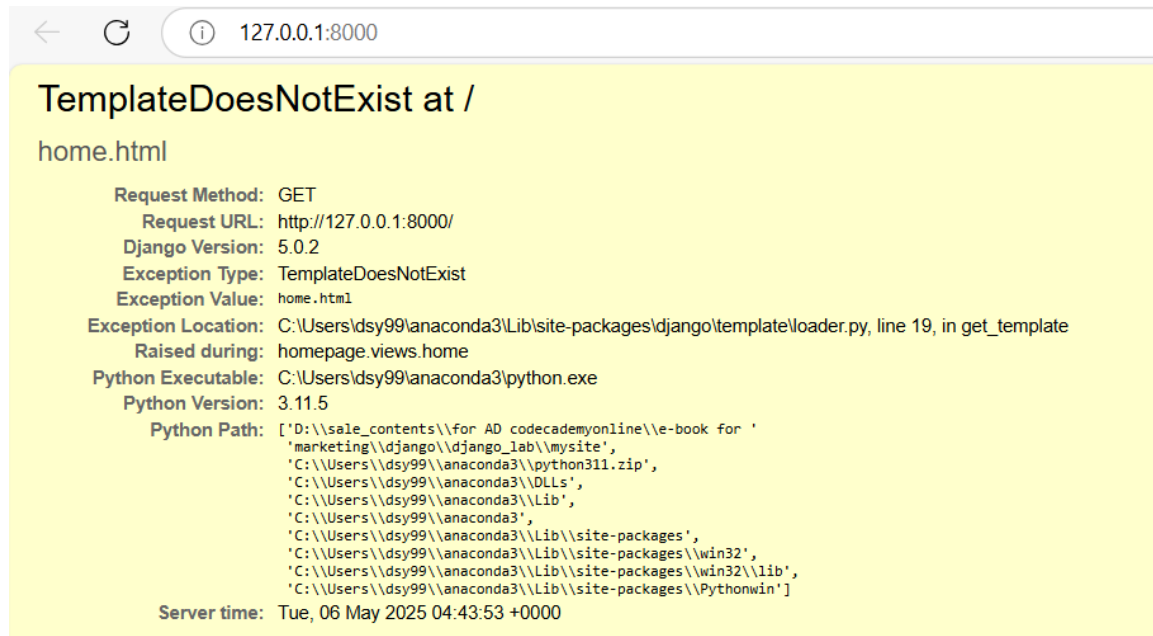 127.0.0.1:8000
TemplateDoesNotExist at /
home.html
Request Method: GET
Request URL: http://127.0.0.1:8000/
Django Version: 5.0.2
Exception Type: TemplateDoesNotExist
Exception Value: home.html
Exception Location: C:\Users\dsy99\anaconda3\Lib\site-packages\django\template\loader.py, line 19, in get_template
Raised during: homepage.views.home
Python Executable: C:\Users\dsy99\anaconda3\python.exe
Python Version: 3.11.5
Python Path: ['D:\\sale_contents\\for AD codecademyonline\\e-book for '
'marketing\\django\\django_lab\\mysite',
'C:\\Users\\dsy99\\anaconda3\\python311.zip',
'C:\\Users\\dsy99\\anaconda3\\DLLs',
'C:\\Users\\dsy99\\anaconda3\\Lib',
'C:\\Users\\dsy99\\anaconda3',
'C:\\Users\\dsy99\\anaconda3\\Lib\\site-packages',
'C:\\Users\\dsy99\\anaconda3\\Lib\\site-packages\\win32',
'C:\\Users\\dsy99\\anaconda3\\Lib\\site-packages\\win32\\lib',
'C:\\Users\\dsy99\\anaconda3\\Lib\\site-packages\\Pythonwin']
Server time: Tue, 06 May 2025 04:43:53 +0000